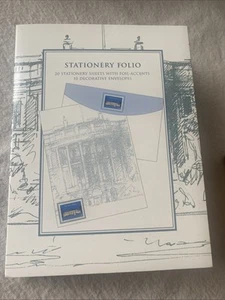 STATIONERY FOLIO
20 STATIONERY SHEETS WITH FOIL ACCENTS
10 DECORATIVE ENVELOPES